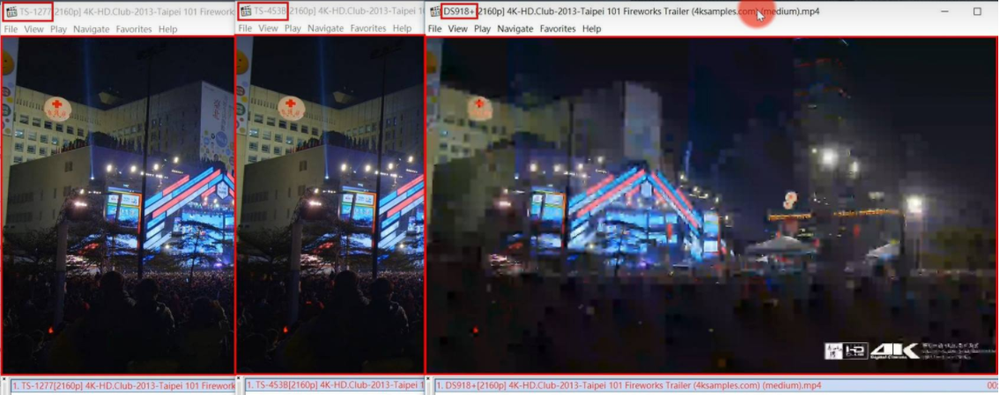 TS-1277[2160p] 4K-HD.Club-2013-Taipei 101 Firework
File View Play Navigate Favorites Help
TS-453B[2160p] 4K-HD.Club-2013-Taipei 1
File View Play Navigate Favorites Help
DS918+[2160p] 4K-HD.Club-2013-Taipei 101 Fireworks Trailer (4ksamples.com) (medium).mp4
File View Play Navigate Favorites Help
HD
4K
1. TS-1277[2160p] 4K-HD.Club-2013-Taipei 101 Firework
1. TS-453B[2160p] 4K-HD.Club-2013-Taipei 1
1. DS918+[2160p] 4K-HD.Club-2013-Taipei 101 Fireworks Trailer (4ksamples.com) (medium).mp4
00: